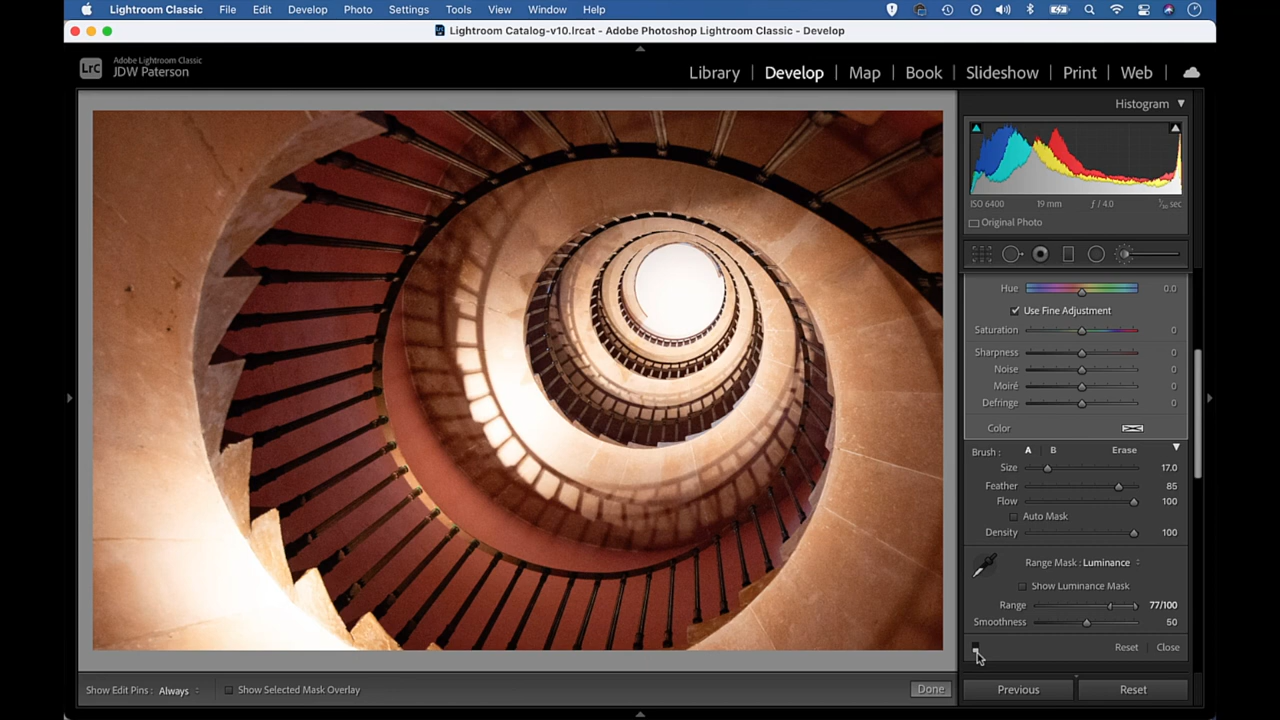 Lightroom Classic File Edit Develop Photo Settings Tools View Window Help
Lightroom Catalog-v10.lrcat - Adobe Photoshop Lightroom Classic - Develop
LrC
Adobe Lightroom Classic
JDW Paterson
Library | Develop | Map | Book | Slideshow | Print | Web
Histogram
ISO 6400 19 mm ƒ / 4.0 sec
Original Photo
Hue 0.0
Use Fine Adjustment
Saturation 0
Sharpness 0
Noise 0
Moiré 0
Defringe 0
Color
Brush : A B Erase
Size 17.0
Feather 85
Flow 100
Auto Mask
Density 100
Range Mask : Luminance
Show Luminance Mask
Range 77/100
Smoothness 50
Reset Close
Show Edit Pins : Always Show Selected Mask Overlay Done
Previous Reset